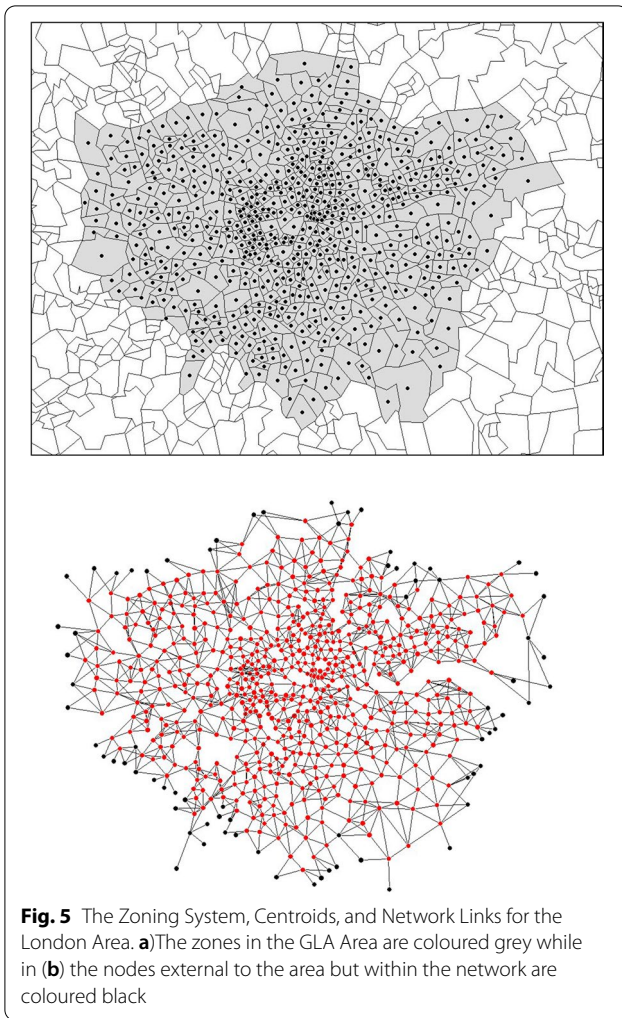 Fig. 5 The Zoning System, Centroids, and Network Links for the
London Area. a)The zones in the GLA Area are coloured grey while
in (b) the nodes external to the area but within the network are
coloured black